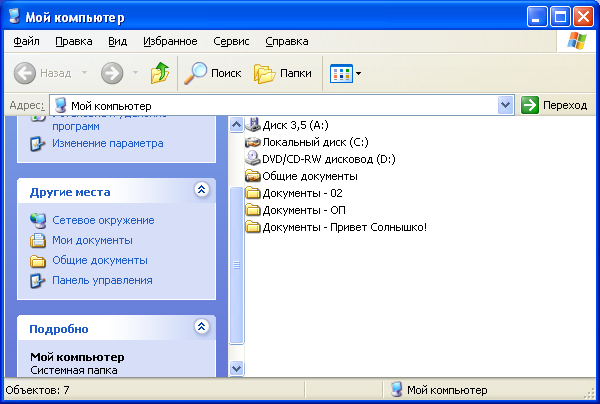 Мой компьютер
Файл Правка Вид Избранное Сервис Справка
Назад Поиск Папки
Адрес: Мой компьютер Переход
программ
Изменение параметра
Другие места
Сетевое окружение
Мои документы
Общие документы
Панель управления
Подробно
Мой компьютер
Системная папка
Диск 3,5 (A:)
Локальный диск (C:)
DVD/CD-RW дисковод (D:)
Общие документы
Документы - 02
Документы - ОП
Документы - Привет Солнышко!
Объектов: 7 Мой компьютер